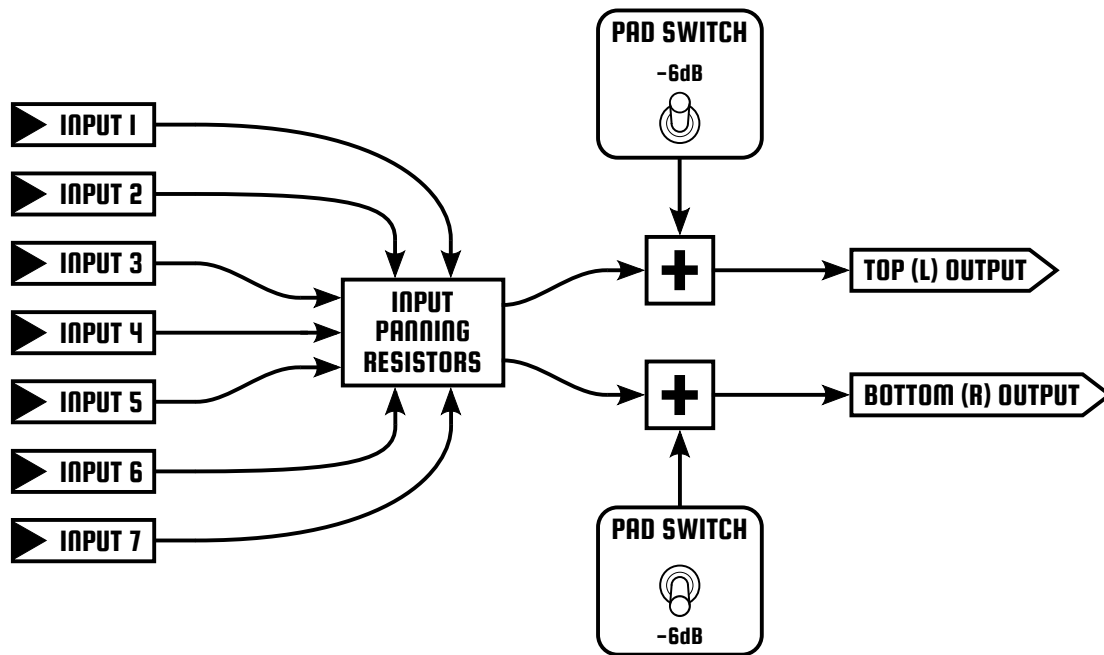 PAD SWITCH
-6dB
INPUT 1
INPUT 2
INPUT 3
INPUT 4
INPUT 5
INPUT 6
INPUT 7
INPUT
PANNING
RESISTORS
+
TOP (L) OUTPUT
+
BOTTOM (R) OUTPUT
PAD SWITCH
-6dB